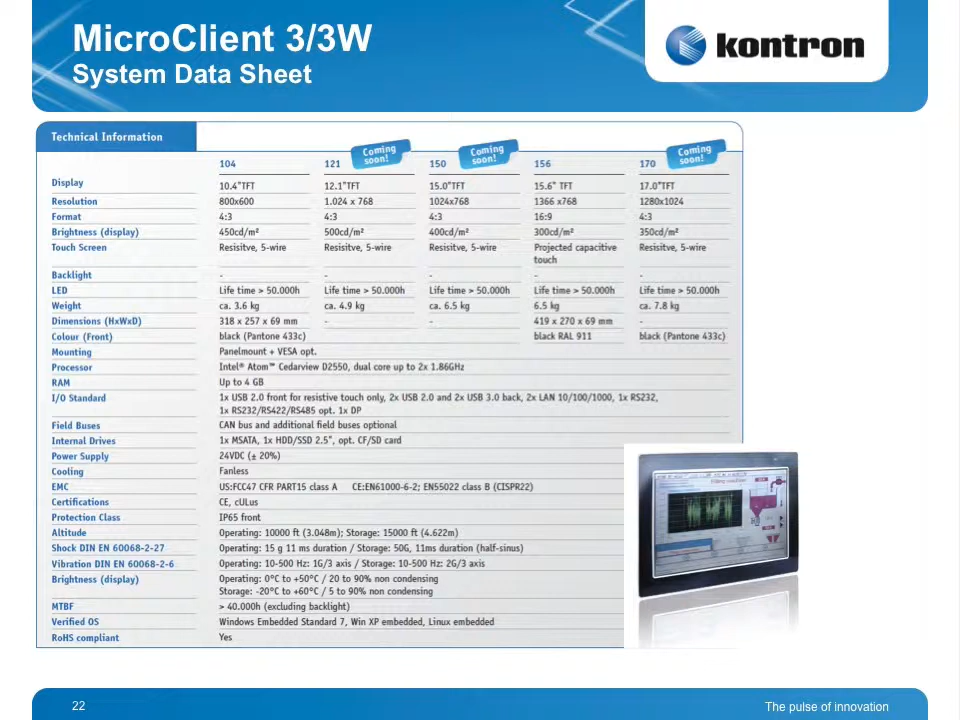 MicroClient 3/3W
System Data Sheet
kontron
Technical Information
Coming soon! Coming soon! Coming soon!
104 121 150 156 170
Display 10.4"TFT 12.1"TFT 15.0"TFT 15.6" TFT 17.0"TFT
Resolution 800x600 1.024 x 768 1024x768 1366 x768 1280x1024
Format 4:3 4:3 4:3 16:9 4:3
Brightness (display) 450cd/m² 500cd/m² 400cd/m² 300cd/m² 350cd/m²
Touch Screen Resisitve, 5-wire Resisitve, 5-wire Resisitve, 5-wire Projected capacitive touch Resisitve, 5-wire
Backlight - - - - -
LED Life time > 50.000h Life time > 50.000h Life time > 50.000h Life time > 50.000h Life time > 50.000h
Weight ca. 3.6 kg ca. 4.9 kg ca. 6.5 kg 6.5 kg ca. 7.8 kg
Dimensions (HxWxD) 318 x 257 x 69 mm - - 419 x 270 x 69 mm -
Colour (Front) black (Pantone 433c) black RAL 911 black (Pantone 433c)
Mounting Panelmount + VESA opt.
Processor Intel® Atom™ Cedarview D2550, dual core up to 2x 1.86GHz
RAM Up to 4 GB
I/O Standard 1x USB 2.0 front for resistive touch only, 2x USB 2.0 and 2x USB 3.0 back, 2x LAN 10/100/1000, 1x RS232,
1x RS232/RS422/RS485 opt. 1x DP
Field Buses CAN bus and additional field buses optional
Internal Drives 1x MSATA, 1x HDD/SSD 2.5", opt. CF/SD card
Power Supply 24VDC (± 20%)
Cooling Fanless
EMC US:FCC47 CFR PART15 class A CE:EN61000-6-2; EN55022 class B (CISPR22)
Certifications CE, cULus
Protection Class IP65 front
Altitude Operating: 10000 ft (3.048m); Storage: 15000 ft (4.622m)
Shock DIN EN 60068-2-27 Operating: 15 g 11 ms duration / Storage: 50G, 11ms duration (half-sinus)
Vibration DIN EN 60068-2-6 Operating: 10-500 Hz: 1G/3 axis / Storage: 10-500 Hz: 2G/3 axis
Brightness (display) Operating: 0°C to +50°C / 20 to 90% non condensing
Storage: -20°C to +60°C / 5 to 90% non condensing
MTBF > 40.000h (excluding backlight)
Verified OS Windows Embedded Standard 7, Win XP embedded, Linux embedded
RoHS compliant Yes
22
The pulse of innovation